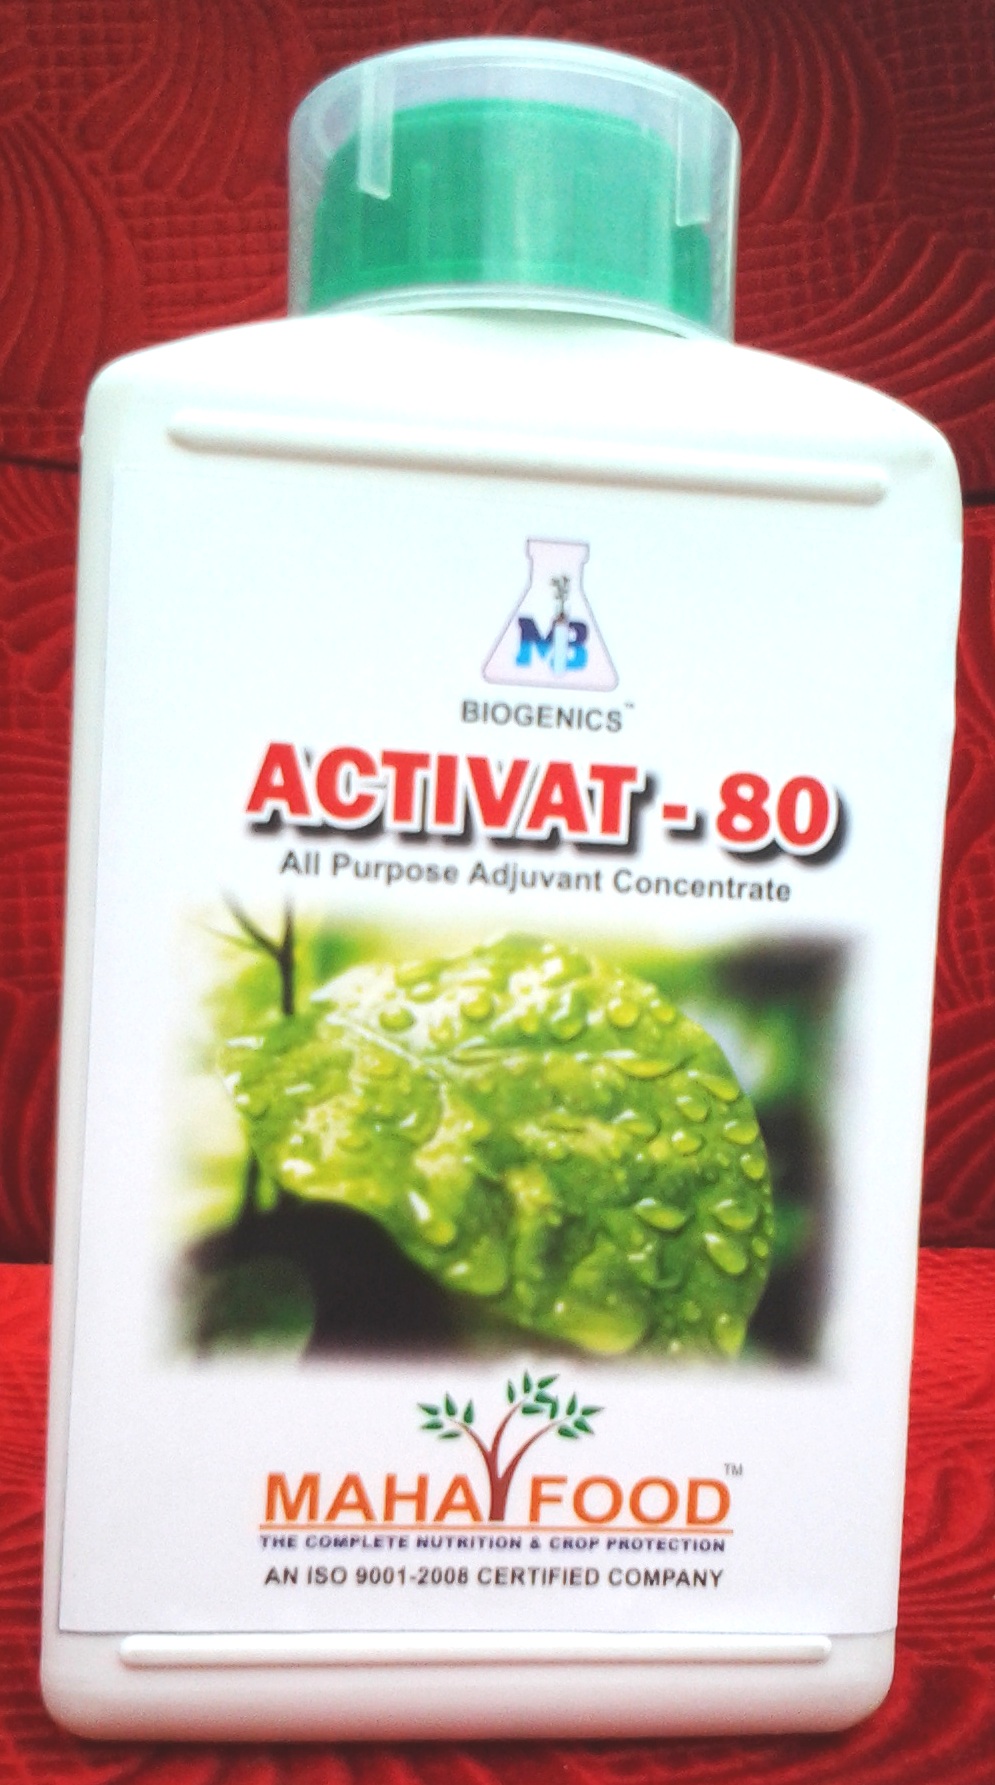 MB
BIOGENICS™
ACTIVAT - 80
All Purpose Adjuvant Concentrate
MAHA FOOD™
THE COMPLETE NUTRITION & CROP PROTECTION
AN ISO 9001-2008 CERTIFIED COMPANY